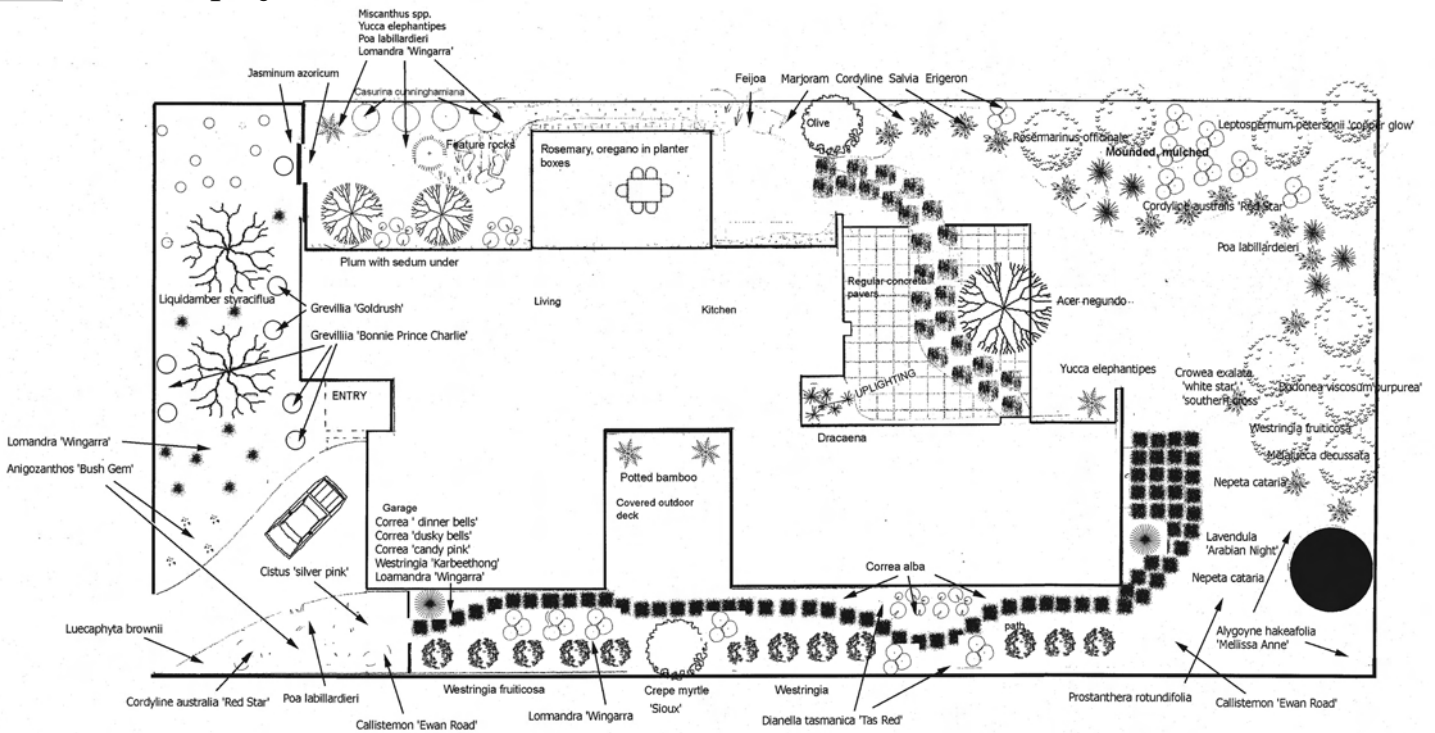 Miscanthus spp.
Yucca elephantipes
Poa labillardieri
Lomandra 'Wingarra'
Jasminum azoricum
Casurina cunninghamiana
Feature rocks
Rosemary, oregano in planter
boxes
Feijoa
Marjoram
Cordyline
Salvia
Erigeron
Olive
Rosermarinus officionale
Leptospermum petersonii 'copper glow'
Mounded, mulched
Cordyline australis 'Red Star'
Poa labillardeieri
Plum with sedum under
Liquidamber styraciflua
Grevillia 'Goldrush'
Grevilliia 'Bonnie Prince Charlie'
Living
Kitchen
Regular concrete
pavers
Acer negundo
ENTRY
UPLIGHTING
Yucca elephantipes
Crowea exalata
'white star',
'southern cross'
Dodonea viscosum'purpurea'
Westringia fruiticosa
Melaleuca decussata
Nepeta cataria
Dracaena
Lomandra 'Wingarra'
Anigozanthos 'Bush Gem'
Potted bamboo
Covered outdoor
deck
Garage
Correa ' dinner bells'
Correa 'dusky bells'
Correa 'candy pink'
Westringia 'Karbeethong'
Loamandra 'Wingarra'
Cistus 'silver pink'
Correa alba
Lavendula
'Arabian Night'
Nepeta cataria
path
Luecaphyta brownii
Alygoyne hakeafolia
'Mellissa Anne'
Cordyline australia 'Red Star'
Poa labillardieri
Callistemon 'Ewan Road'
Westringia fruiticosa
Lomandra 'Wingarra
Crepe myrtle
'Sioux'
Westringia
Dianella tasmanica 'Tas Red'
Prostanthera rotundifolia
Callistemon 'Ewan Road'